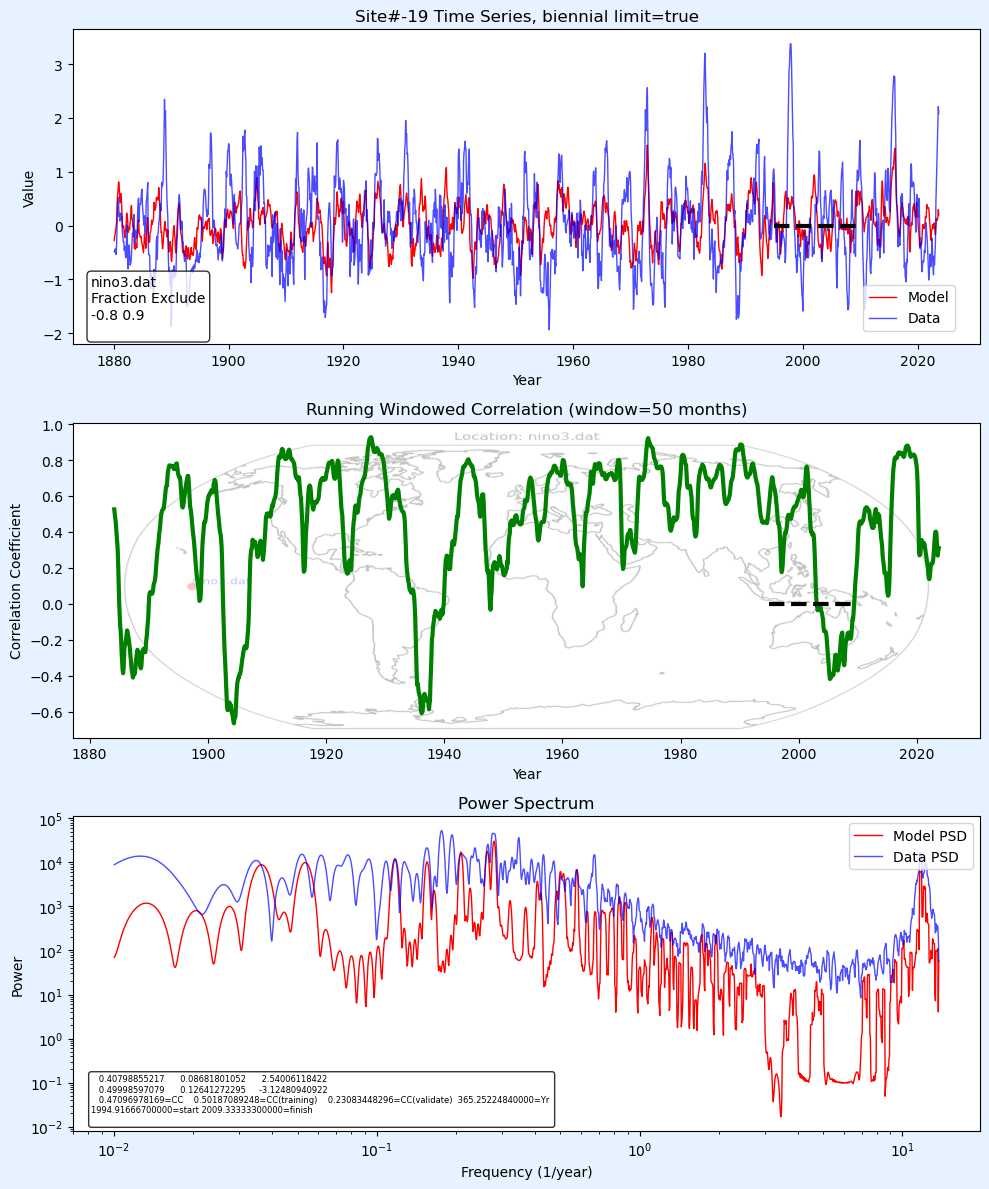 Site#-19 Time Series, biennial limit=true
Value
3
2
1
0
−1
−2
nino3.dat
Fraction Exclude
-0.8 0.9
Model
Data
1880 1900 1920 1940 1960 1980 2000 2020
Year
Running Windowed Correlation (window=50 months)
Location: nino3.dat
Correlation Coefficient
1.0
0.8
0.6
0.4
0.2
0.0
−0.2
−0.4
−0.6
nino3.dat
1880 1900 1920 1940 1960 1980 2000 2020
Year
Power Spectrum
Power
10^5
10^4
10^3
10^2
10^1
10^0
10^−1
10^−2
Model PSD
Data PSD
0.40798855217 0.08681801052 2.54006118422
0.49998597079 0.12641272295 -3.12480940922
0.47096978169=CC 0.50187089248=CC(training) 0.23083448296=CC(validate) 365.25224840000=Yr
1994.91666700000=start 2009.33333300000=finish
10^−2 10^−1 10^0 10^1
Frequency (1/year)